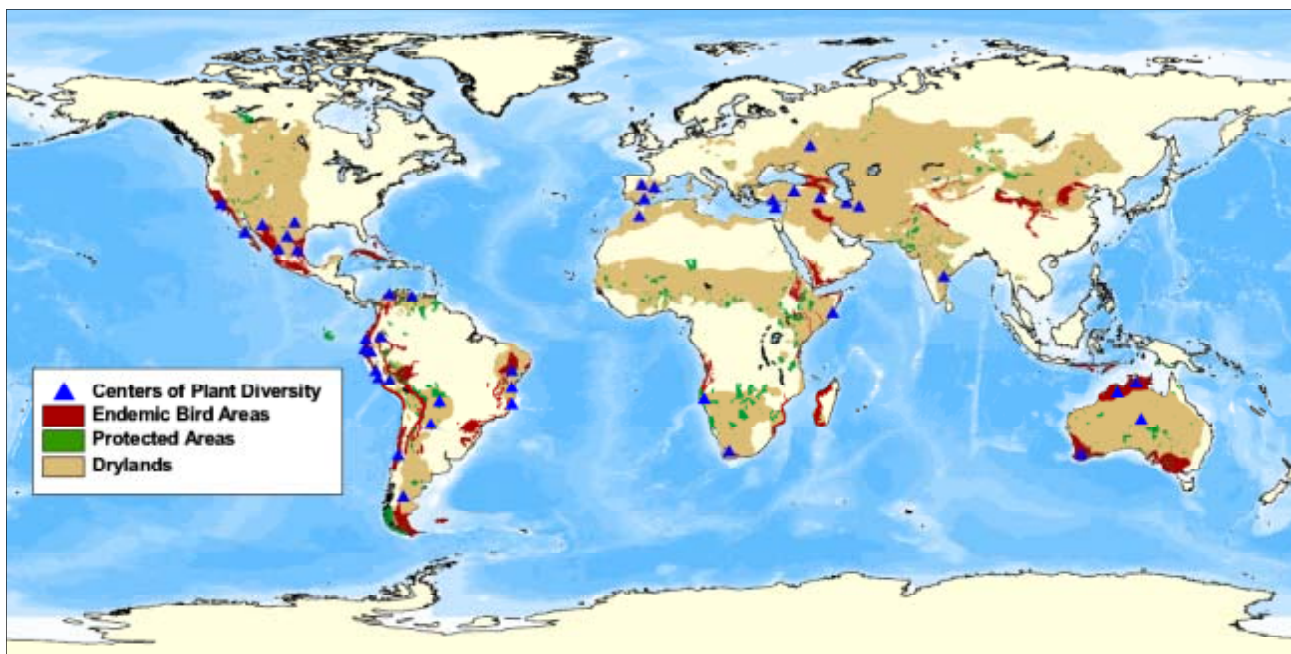 Centers of Plant Diversity
Endemic Bird Areas
Protected Areas
Drylands